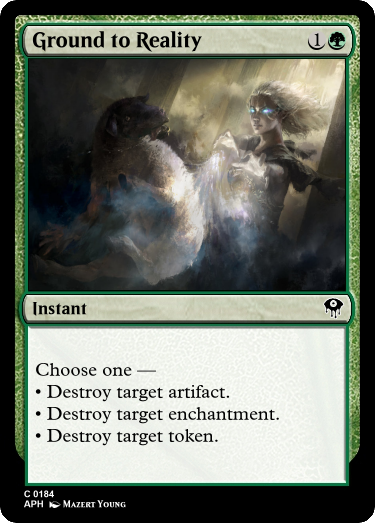 Ground to Reality 1
Instant
Choose one —
• Destroy target artifact.
• Destroy target enchantment.
• Destroy target token.
C 0184
APH Mazert Young